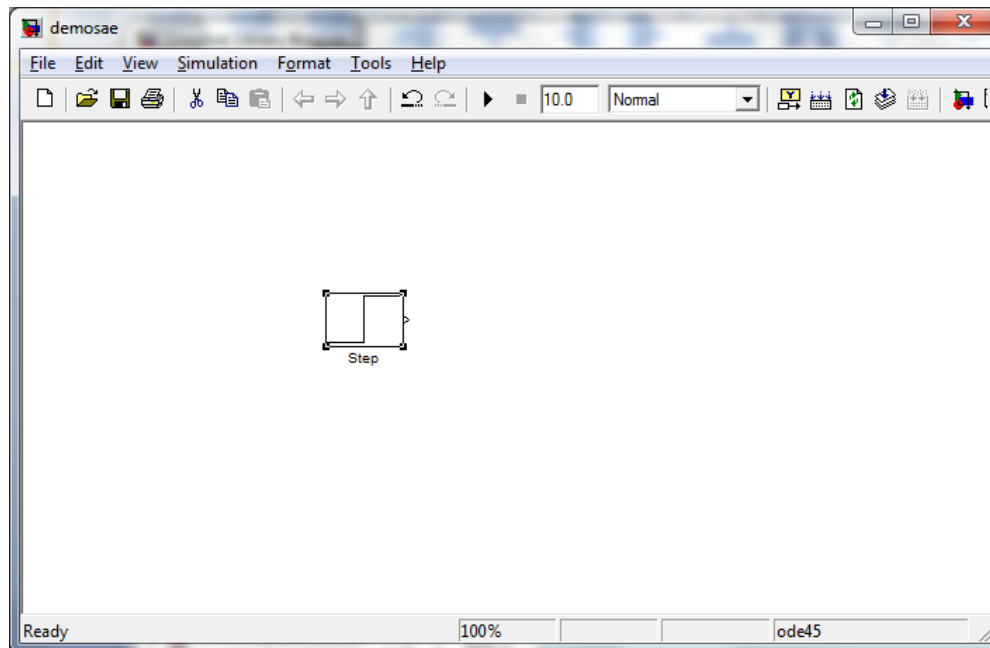 demosae
File Edit View Simulation Format Tools Help
10.0 Normal
Step
Ready 100% ode45